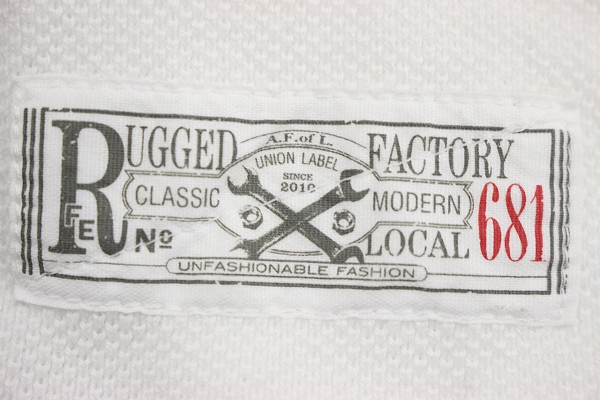 RUGGED FACTORY
A.F. of L.
UNION LABEL
SINCE
2010
CLASSIC MODERN
FE No LOCAL 681
UNFASHIONABLE FASHION